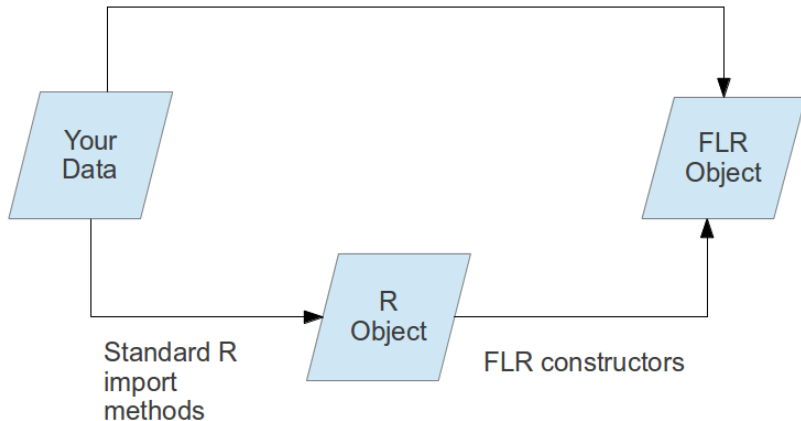 Your
Data
FLR
Object
R
Object
Standard R
import
methods
FLR constructors